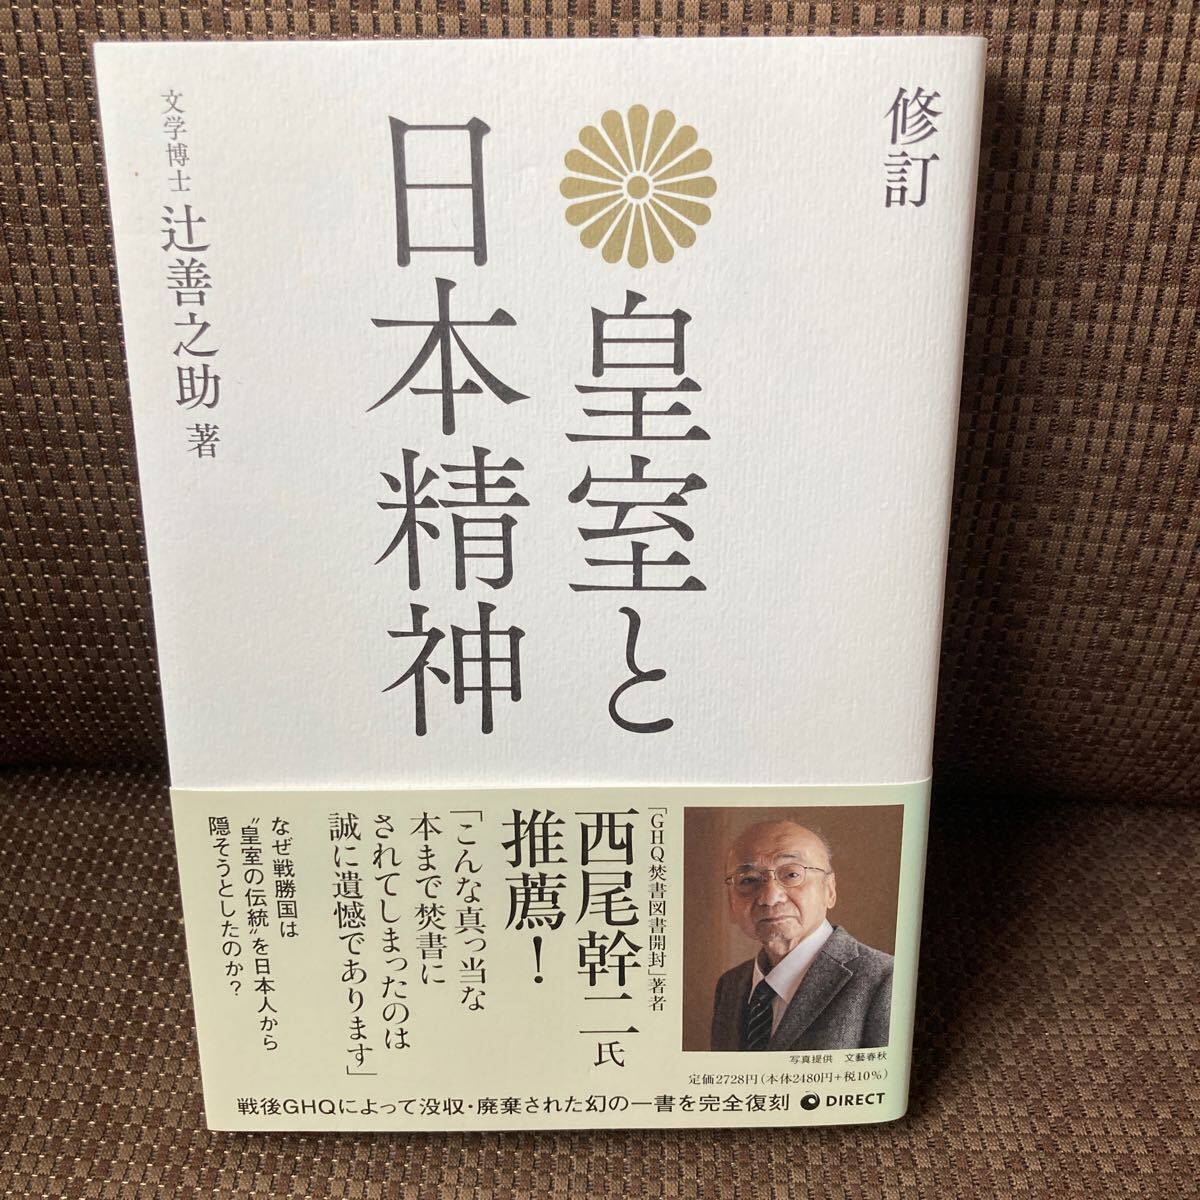 修訂
皇室と
日本精神
文学博士 辻善之助 著
「GHQ焚書図書開封」著者
西尾幹二氏
推薦!
「こんな真っ当な
本まで焚書に
されてしまったのは
誠に遺憾であります」
なぜ戦勝国は
“皇室の伝統”を日本人から
隠そうとしたのか?
写真提供 文藝春秋
定価2728円(本体2480円+税10%)
戦後GHQによって没収・廃棄された幻の一書を完全復刻 DIRECT